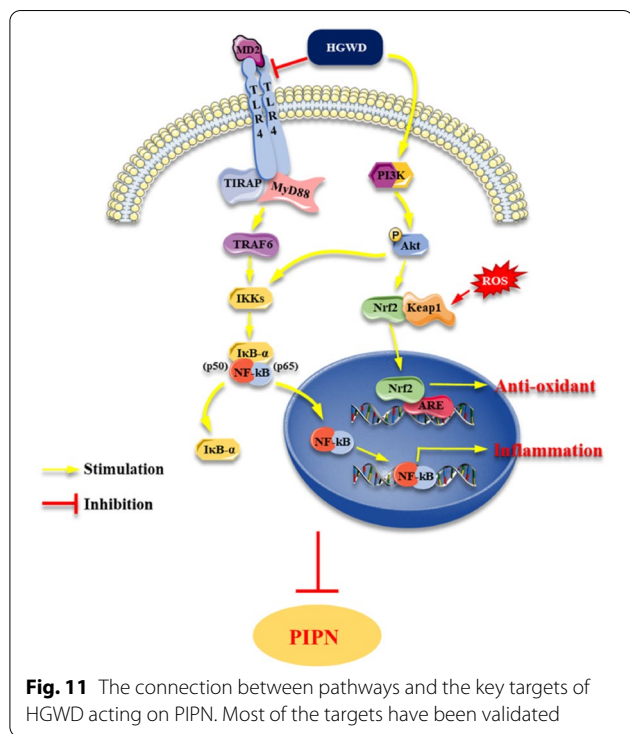 MD2
HGWD
TLR4
TLR4
TIRAP
MyD88
PI3K
TRAF6
P
Akt
ROS
IKKs
Nrf2
Keap1
IκB-α
(p50)
NF-kB
(p65)
Nrf2
Anti-oxidant
ARE
NF-kB
IκB-α
Inflammation
NF-kB
Stimulation
Inhibition
PIPN
Fig. 11 The connection between pathways and the key targets of
HGWD acting on PIPN. Most of the targets have been validated